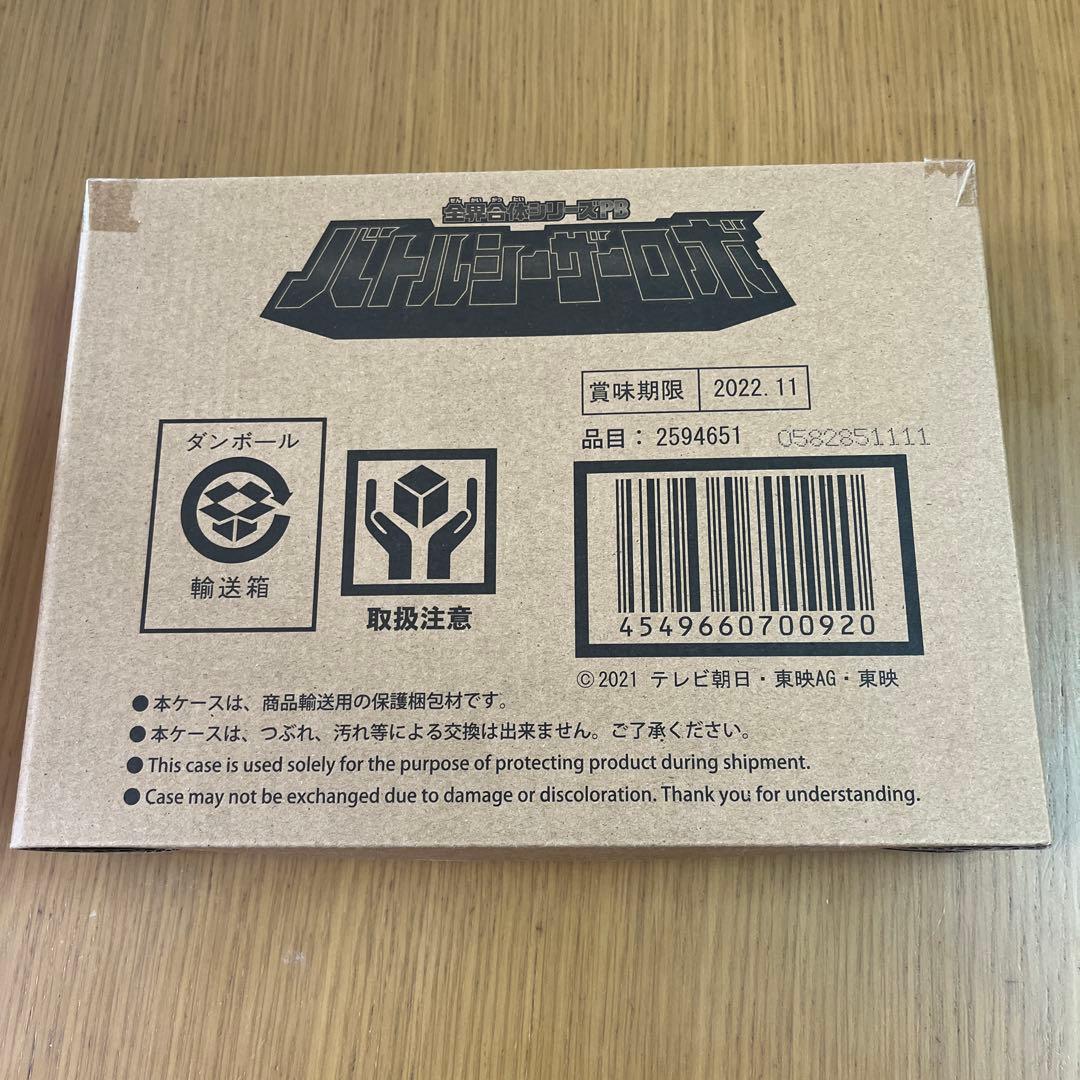 全界合体シリーズPB
バトルシーザーロボ
賞味期限 2022.11
品目：2594651 0582851111
ダンボール
輸送箱
取扱注意
4549660700920
©2021 テレビ朝日・東映AG・東映
●本ケースは、商品輸送用の保護梱包材です。
●本ケースは、つぶれ、汚れ等による交換は出来ません。ご了承ください。
●This case is used solely for the purpose of protecting product during shipment.
●Case may not be exchanged due to damage or discoloration. Thank you for understanding.